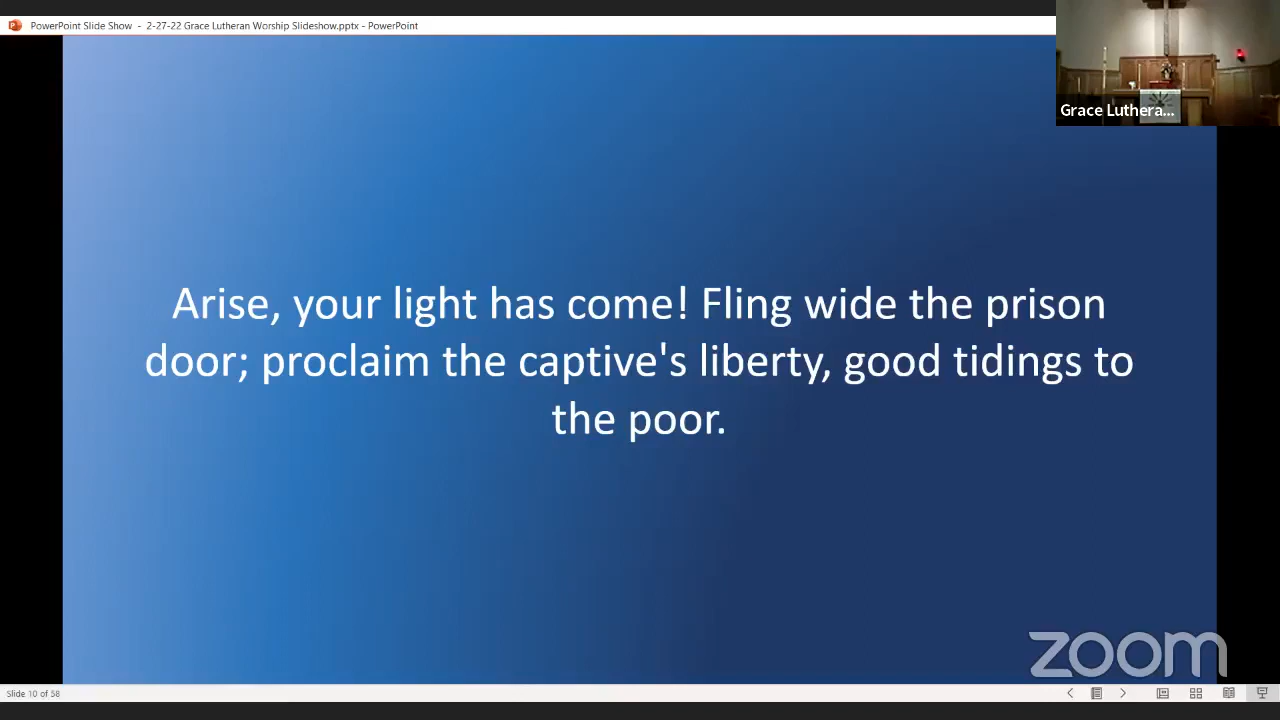 PowerPoint Slide Show - 2-27-22 Grace Lutheran Worship Slideshow.pptx - PowerPoint
Grace Luthera...
Arise, your light has come! Fling wide the prison
door; proclaim the captive's liberty, good tidings to
the poor.
zoom
Slide 10 of 58